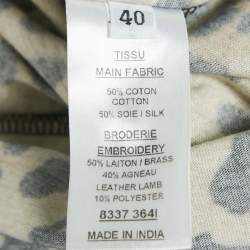 40
TISSU
MAIN FABRIC
50% COTON
COTTON
50% SOIE / SILK
BRODERIE
EMBROIDERY
50% LAITON / BRASS
40% AGNEAU
LEATHER LAMB
10% POLYESTER
8337 364I
MADE IN INDIA